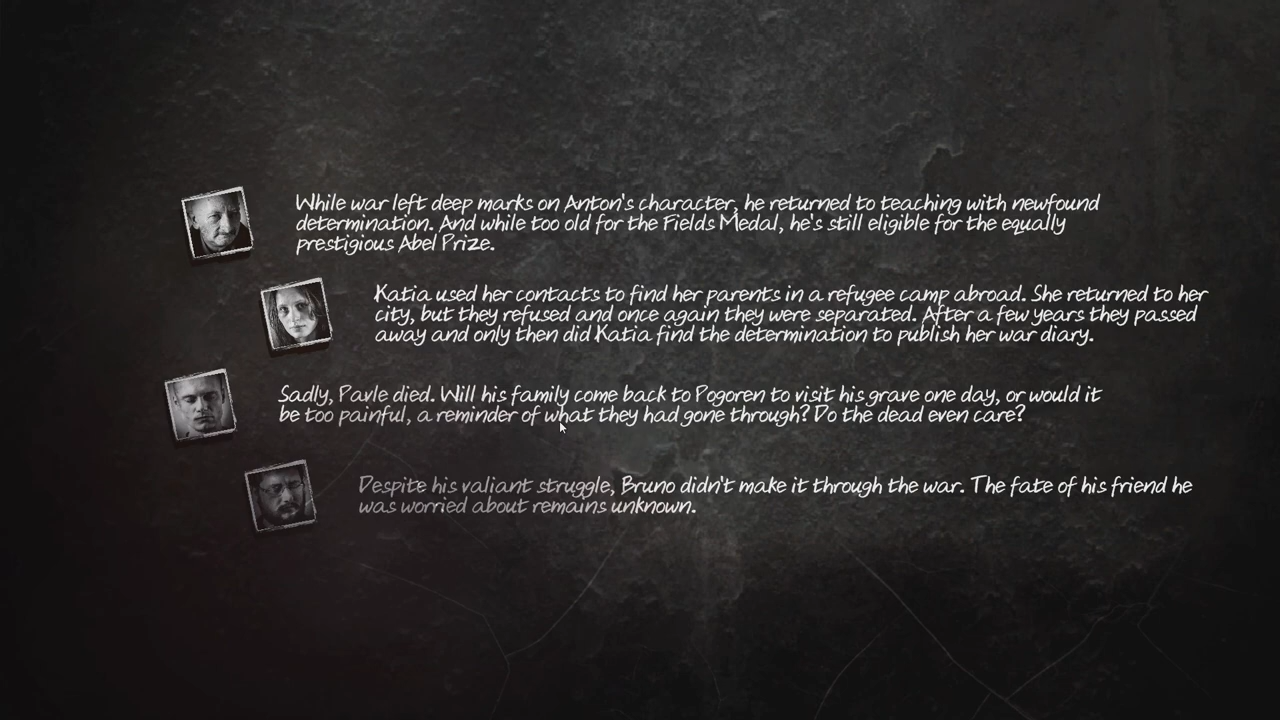 While war left deep marks on Anton's character, he returned to teaching with newfound
determination. And while too old for the Fields Medal, he's still eligible for the equally
prestigious Abel Prize.
Katia used her contacts to find her parents in a refugee camp abroad. She returned to her
city, but they refused and once again they were separated. After a few years they passed
away and only then did Katia find the determination to publish her war diary.
Sadly, Pavle died. Will his family come back to Pogoren to visit his grave one day, or would it
be too painful, a reminder of what they had gone through? Do the dead even care?
Despite his valiant struggle, Bruno didn't make it through the war. The fate of his friend he
was worried about remains unknown.